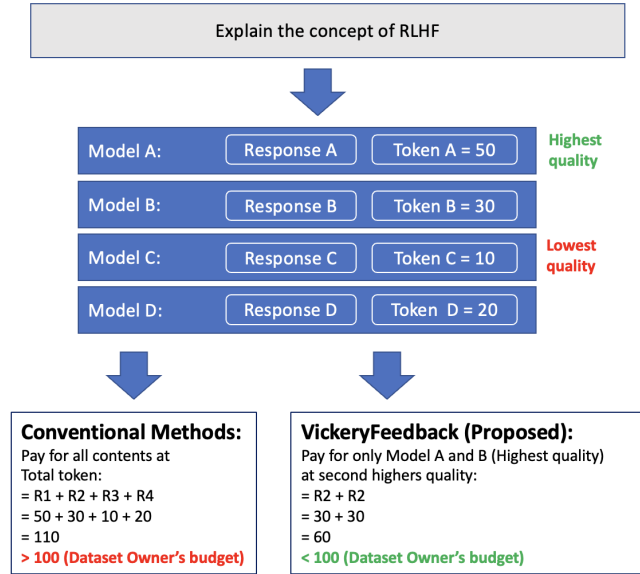 Explain the concept of RLHF
Model A: Response A Token A = 50
Highest
quality
Model B: Response B Token B = 30
Model C: Response C Token C = 10
Lowest
quality
Model D: Response D Token D = 20
Conventional Methods:
Pay for all contents at
Total token:
= R1 + R2 + R3 + R4
= 50 + 30 + 10 + 20
= 110
> 100 (Dataset Owner's budget)
VickeryFeedback (Proposed):
Pay for only Model A and B (Highest quality)
at second highers quality:
= R2 + R2
= 30 + 30
= 60
< 100 (Dataset Owner's budget)